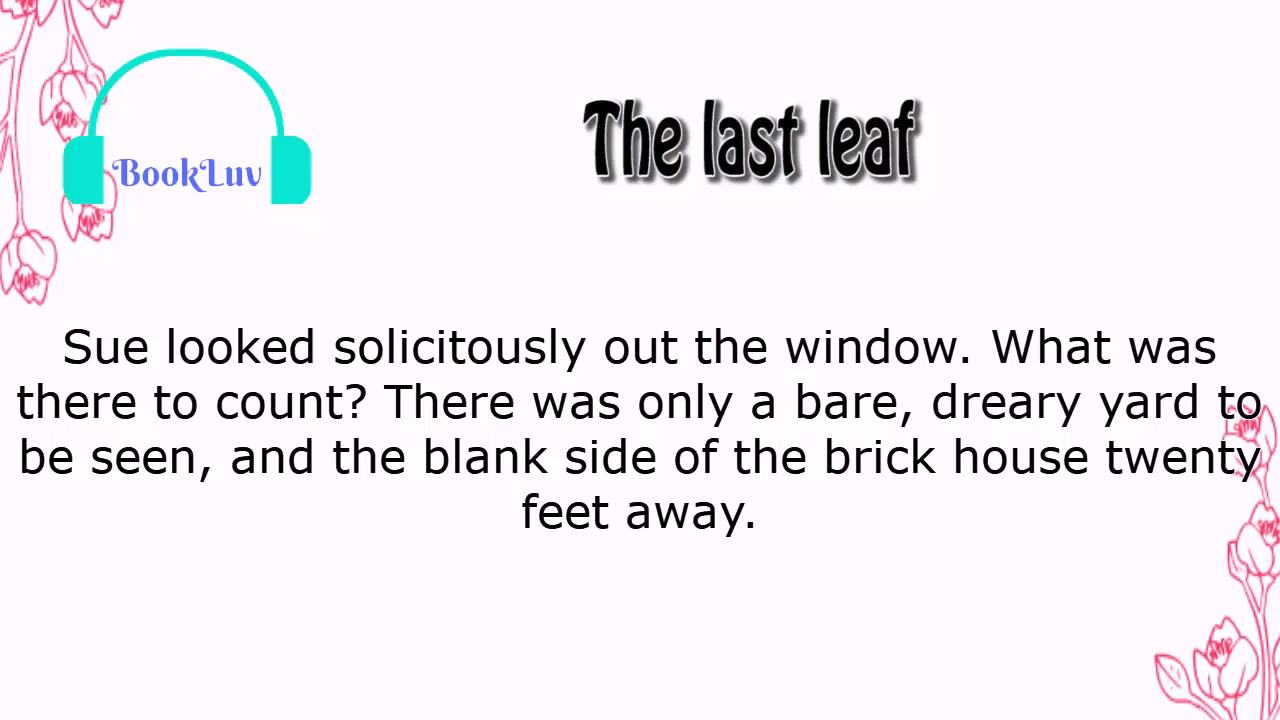 The last leaf
BookLuv
Sue looked solicitously out the window. What was
there to count? There was only a bare, dreary yard to
be seen, and the blank side of the brick house twenty
feet away.